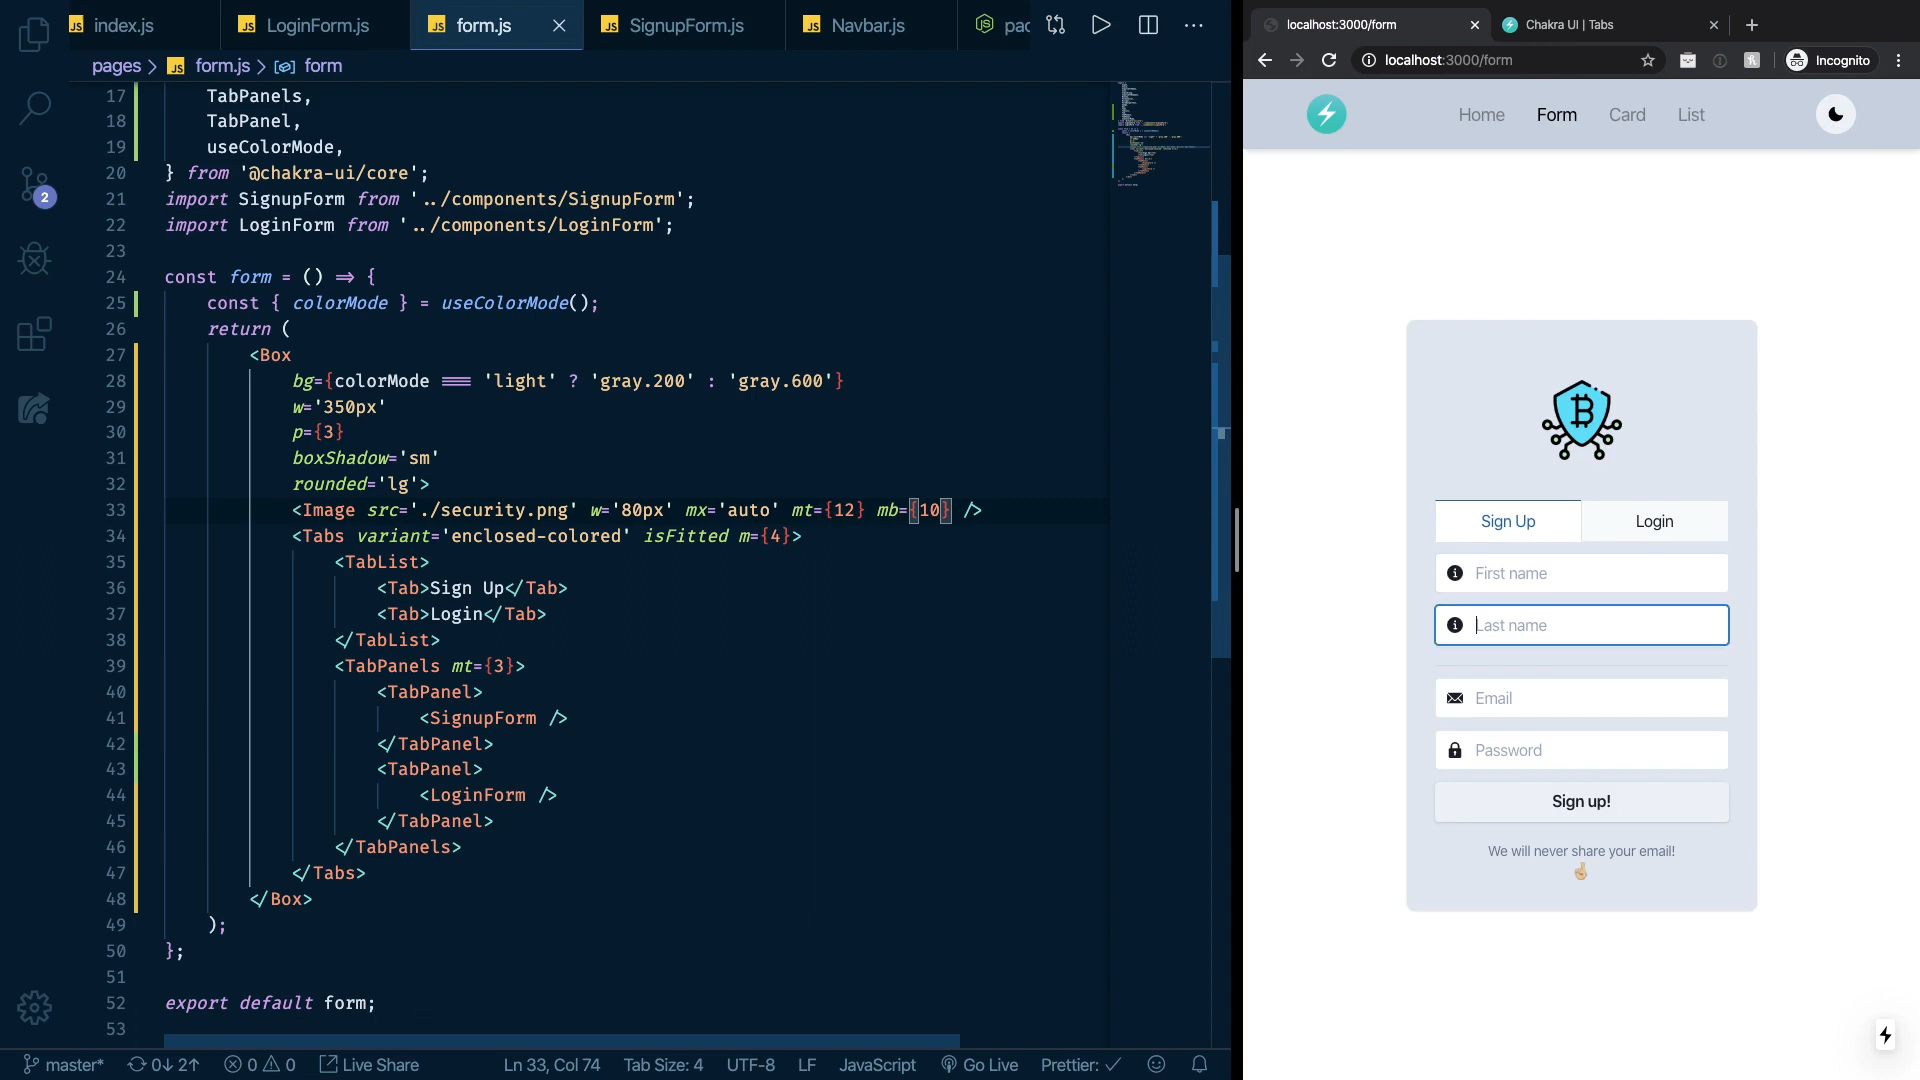 index.js
LoginForm.js
form.js
SignupForm.js
Navbar.js
pac
pages > form.js > form
17 TabPanels,
18 TabPanel,
19 useColorMode,
20 } from '@chakra-ui/core';
21 import SignupForm from '../components/SignupForm';
22 import LoginForm from '../components/LoginForm';
23
24 const form = () => {
25 const { colorMode } = useColorMode();
26 return (
27 <Box
28 bg={colorMode === 'light' ? 'gray.200' : 'gray.600'}
29 w='350px'
30 p={3}
31 boxShadow='sm'
32 rounded='lg'>
33 <Image src='./security.png' w='80px' mx='auto' mt={12} mb={10} />
34 <Tabs variant='enclosed-colored' isFitted m={4}>
35 <TabList>
36 <Tab>Sign Up</Tab>
37 <Tab>Login</Tab>
38 </TabList>
39 <TabPanels mt={3}>
40 <TabPanel>
41 <SignupForm />
42 </TabPanel>
43 <TabPanel>
44 <LoginForm />
45 </TabPanel>
46 </TabPanels>
47 </Tabs>
48 </Box>
49 );
50 };
51
52 export default form;
53
2
master*
0↓ 2↑
0
0
Live Share
Ln 33, Col 74
Tab Size: 4
UTF-8
LF
JavaScript
Go Live
Prettier: ✓
localhost:3000/form
Chakra UI | Tabs
localhost:3000/form
Incognito
Home
Form
Card
List
Sign Up
Login
First name
Last name
Email
Password
Sign up!
We will never share your email!